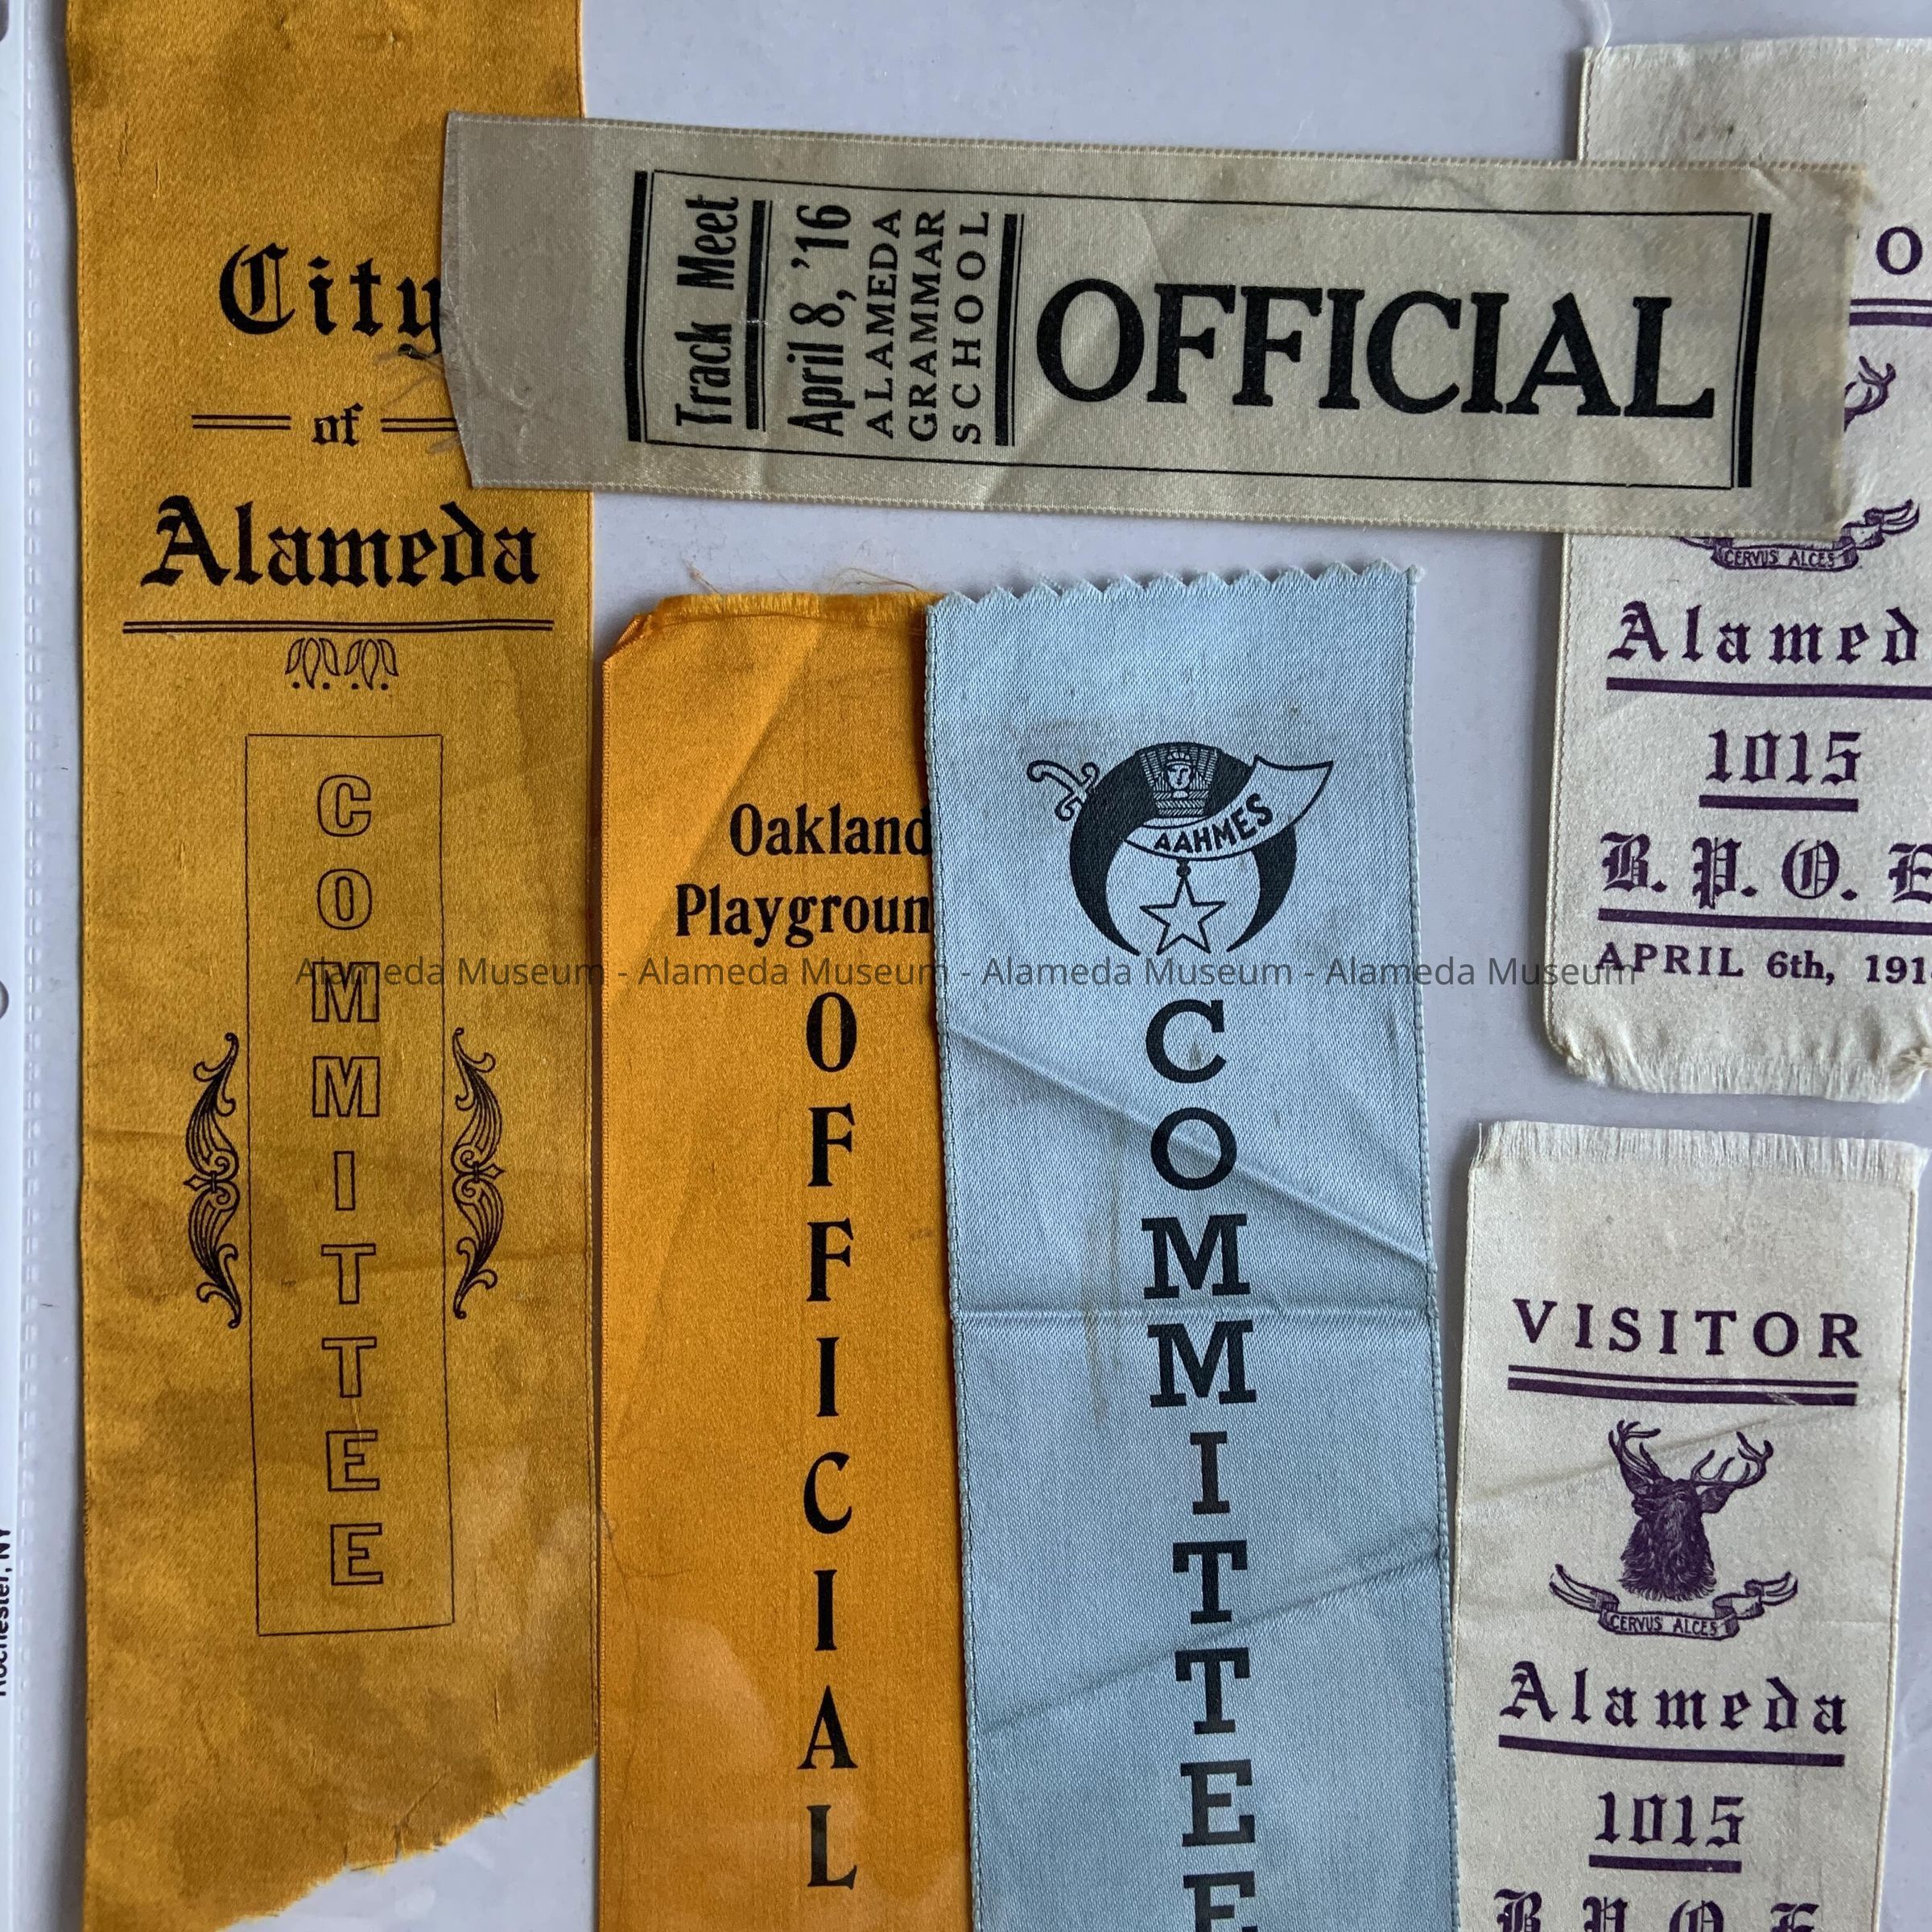 City
of
Alameda
COMMITTEE
Track Meet
April 8, '16
ALAMEDA
GRAMMAR
SCHOOL
OFFICIAL
Oakland
Playgroun
OFFICIAL
AAHMES
COMMITTEE
O
CERVUS ALCES
Alamed
1015
B. P. O. E
APRIL 6th, 191
VISITOR
CERVUS ALCES
Alameda
1015
B. P. O. E
Alameda Museum - Alameda Museum - Alameda Museum - Alameda Museum
Rochester, NY